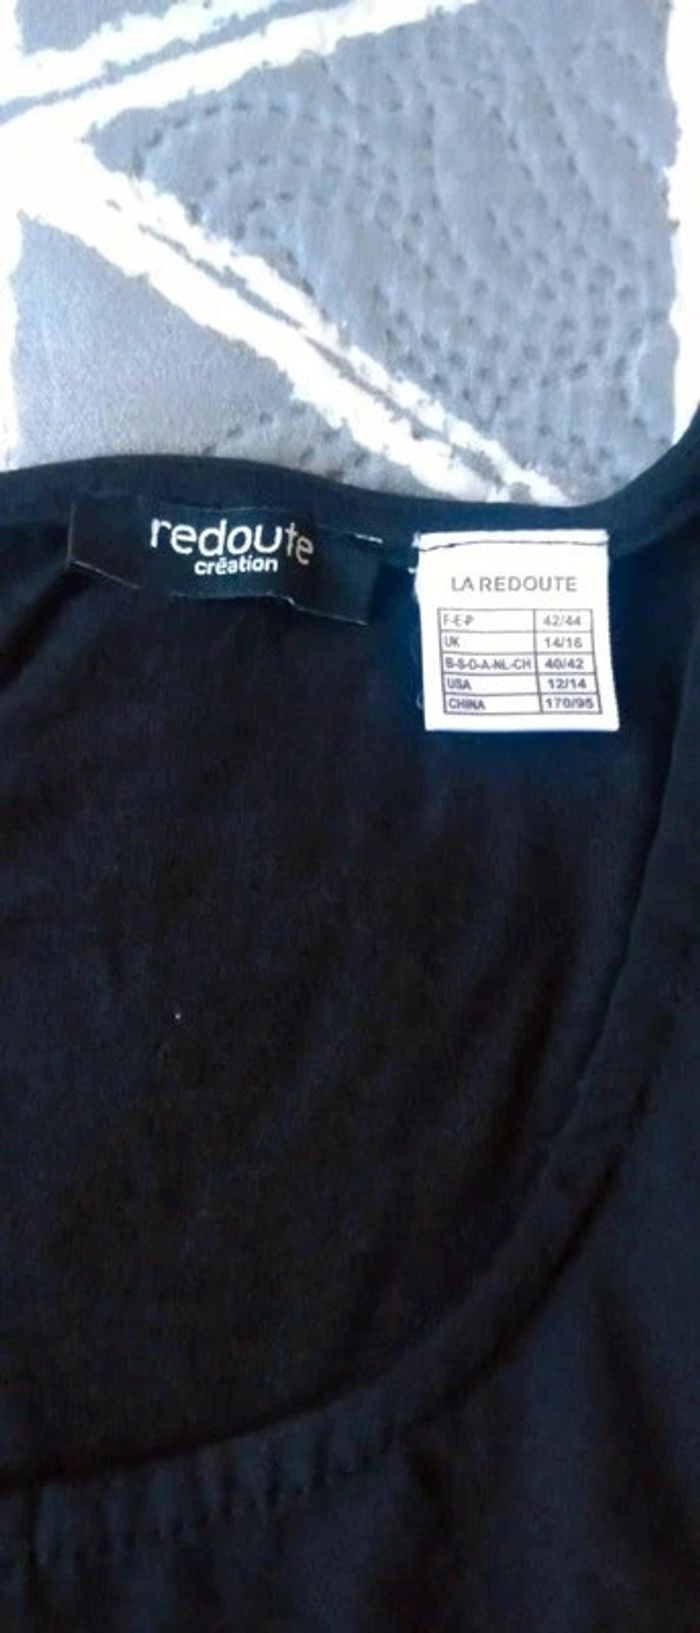 redoute
création
LA REDOUTE
F-E-P 42/44
UK 14/16
B-S-D-A-NL-CH 40/42
USA 12/14
CHINA 170/95